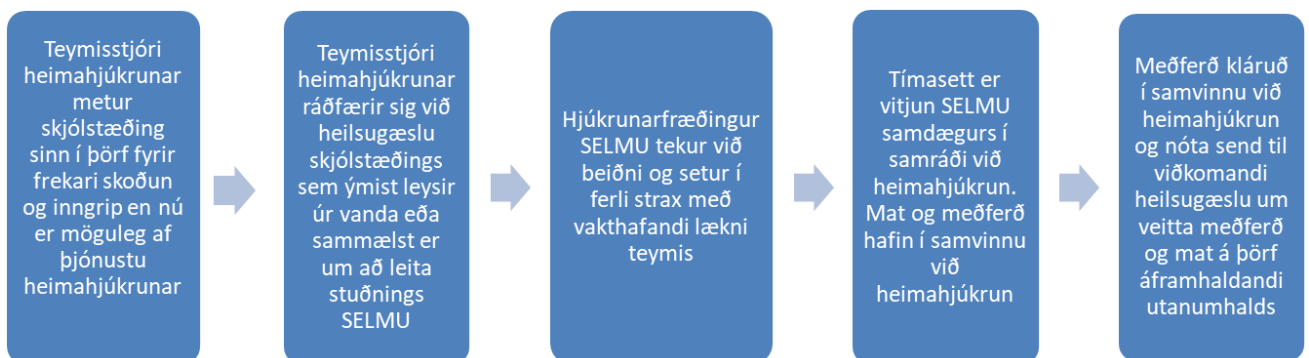 Teymisstjóri
heimahjúkrunar
metur
skjólstæðing
sinn í þörf fyrir
frekari skoðun
og inngrip en nú
er möguleg af
þjónustu
heimahjúkrunar
Teymisstjóri
heimahjúkrunar
ráðfærir sig við
heilsugæslu
skjólstæðings
sem ýmist leysir
úr vanda eða
sammælst er
um að leita
stuðnings
SELMU
Hjúkrunarfræðingur
SELMU tekur við
beiðni og setur í
ferli strax með
vakthafandi lækni
teymis
Tímasett er
vitjun SELMU
samdægurs í
samráði við
heimahjúkrun.
Mat og meðferð
hafin í samvinnu
við
heimahjúkrun
Meðferð kláruð
í samvinnu við
heimahjúkrun
og nóta send til
viðkomandi
heilsugæslu um
veitta meðferð
og mat á þörf
áframhaldandi
utanumhalds